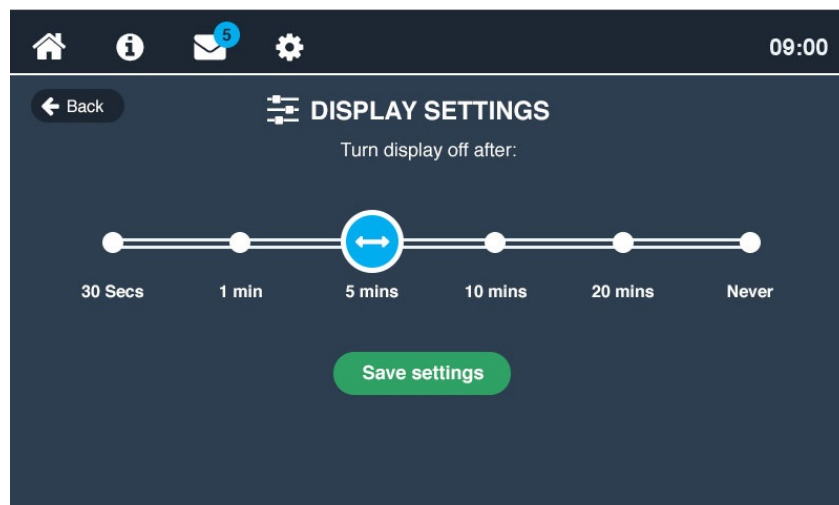 5
09:00
Back
DISPLAY SETTINGS
Turn display off after:
30 Secs 1 min 5 mins 10 mins 20 mins Never
Save settings